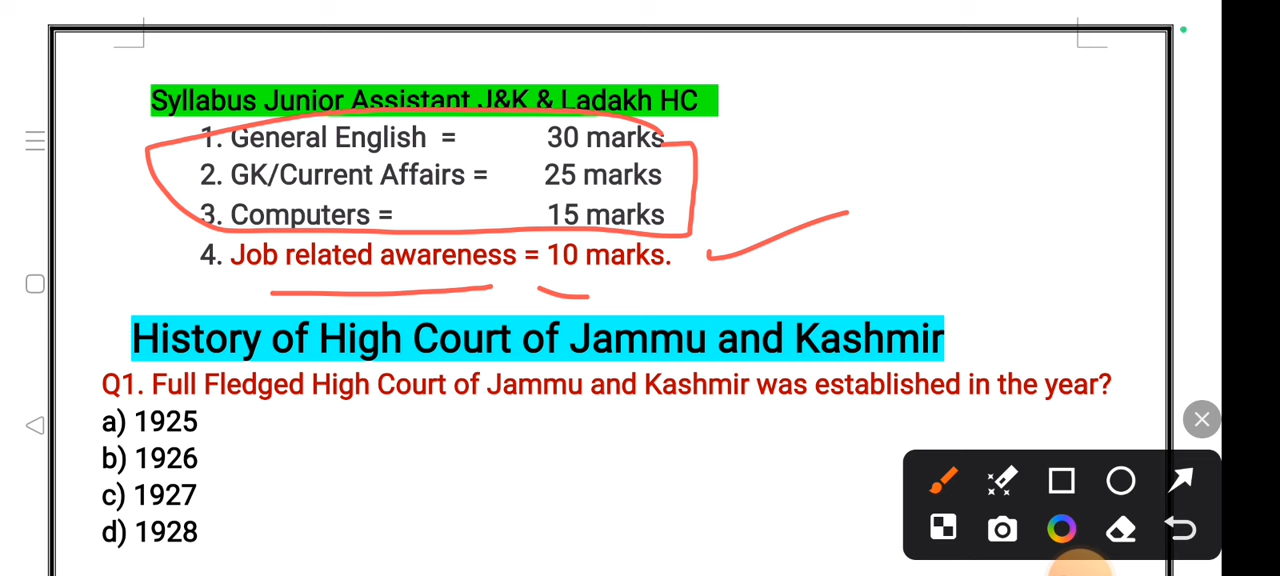 Syllabus Junior Assistant J&K & Ladakh HC
1. General English = 30 marks
2. GK/Current Affairs = 25 marks
3. Computers = 15 marks
4. Job related awareness = 10 marks.
History of High Court of Jammu and Kashmir
Q1. Full Fledged High Court of Jammu and Kashmir was established in the year?
a) 1925
b) 1926
c) 1927
d) 1928